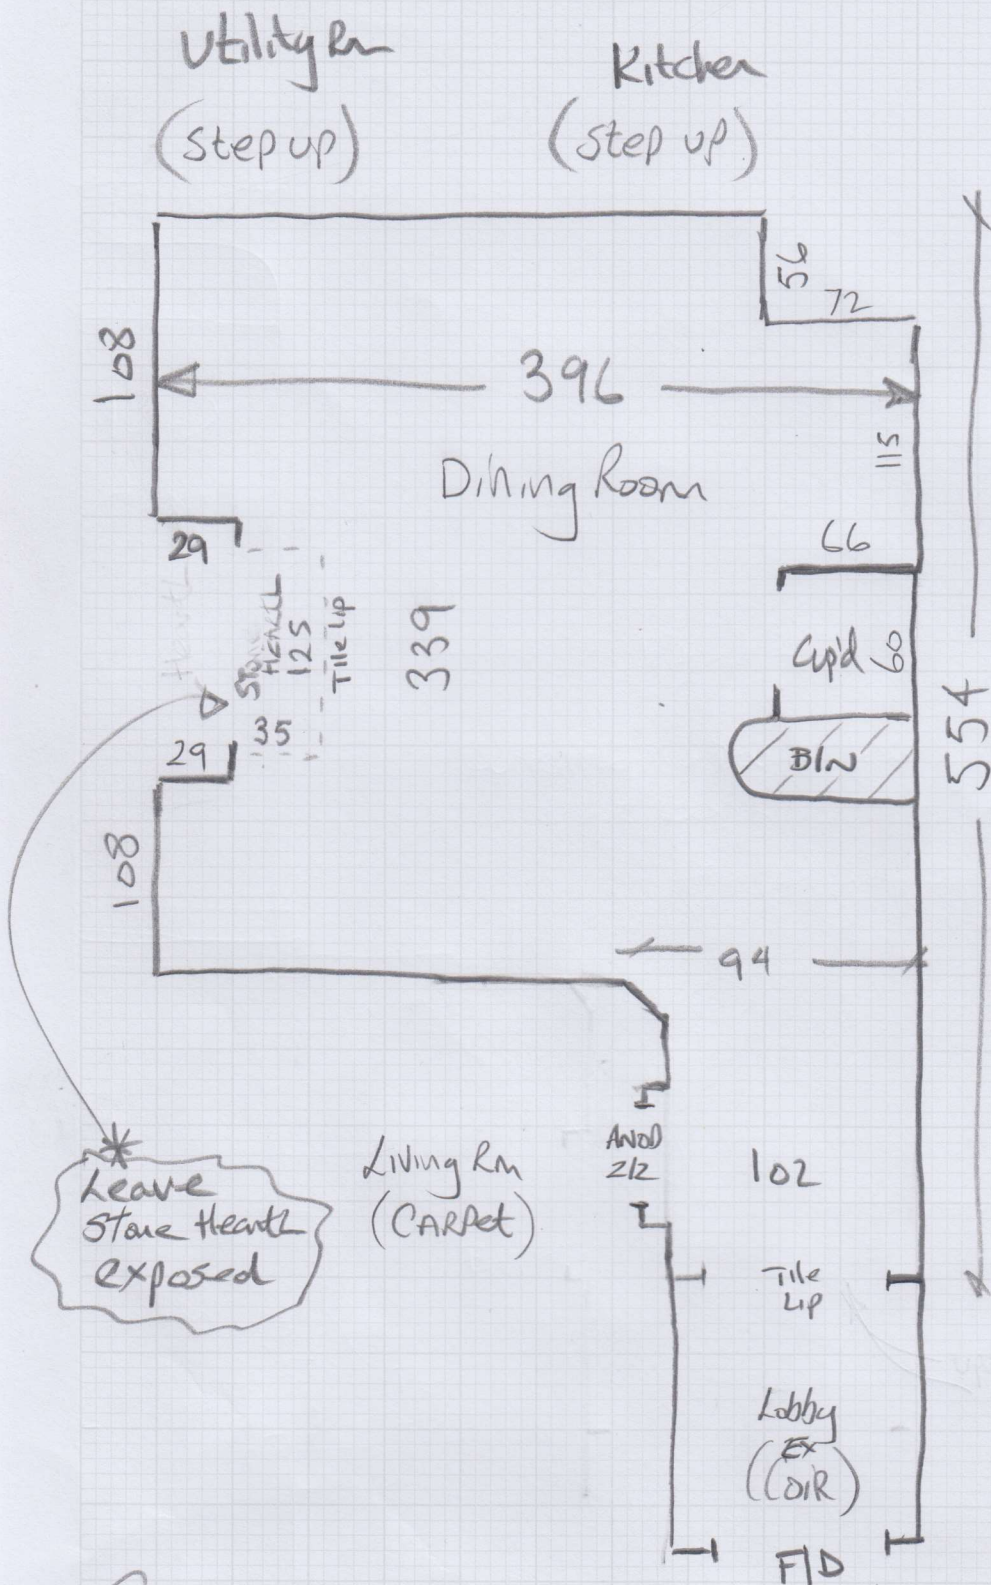 Utility Rm
Kitchen
(Step up)
(Step up)
56
72
108
396
115
Dining Room
29
66
Hearth
STONE
HEARTH
125
Tile Lip
339
Cup'd
60
554
35
29
BIN
108
94
*
Leave
Stone Hearth
exposed
Living Rm
(CARPet)
ANOD
Z12
102
Tile
Lip
Lobby
(EX
COIR)
F/D